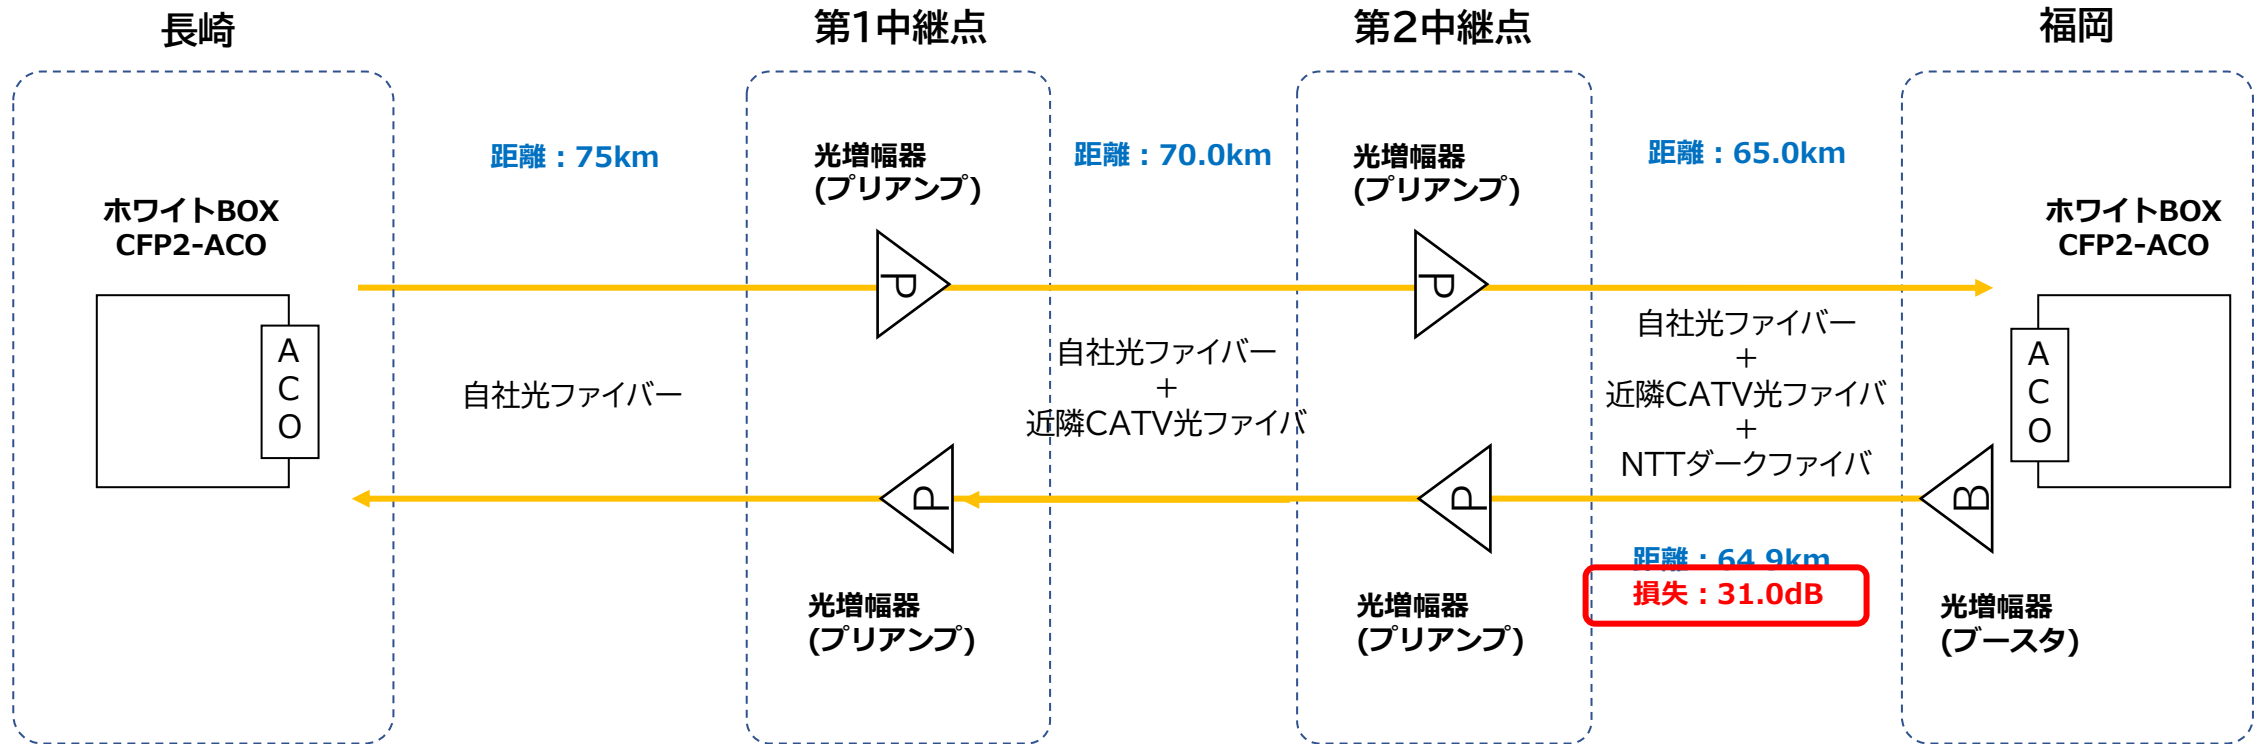 長崎
第1中継点
第2中継点
福岡
距離：75km
光増幅器
(プリアンプ)
距離：70.0km
光増幅器
(プリアンプ)
距離：65.0km
ホワイトBOX
CFP2-ACO
ホワイトBOX
CFP2-ACO
P
P
A
C
O
自社光ファイバー
自社光ファイバー
+
近隣CATV光ファイバ
自社光ファイバー
+
近隣CATV光ファイバ
+
NTTダークファイバ
A
C
O
P
P
B
距離：64.9km
損失：31.0dB
光増幅器
(プリアンプ)
光増幅器
(プリアンプ)
光増幅器
(ブースタ)